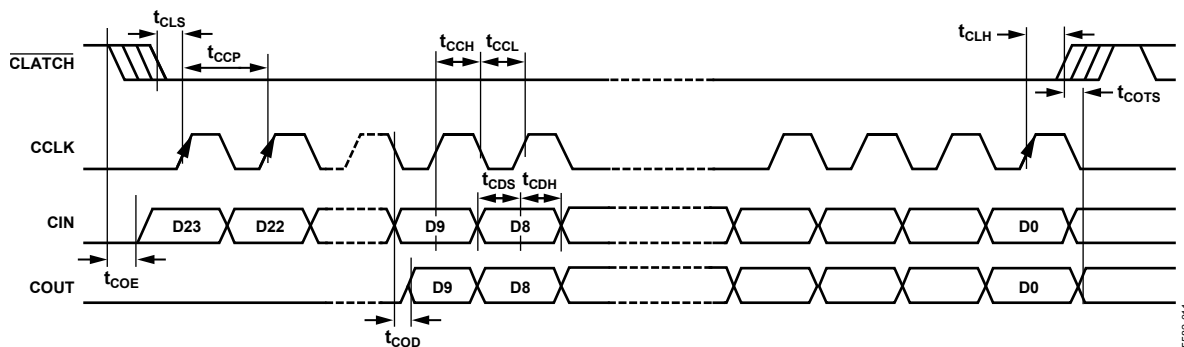 tCLS
tCCP
tCCH
tCCL
tCLH
CLATCH
tCOTS
CCLK
tCDS
tCDH
CIN
D23
D22
D9
D8
D0
tCOE
COUT
D9
D8
D0
tCOD